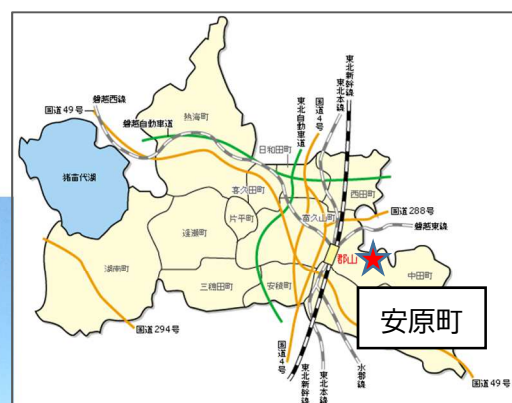 国道49号
磐越西線
磐越自動車道
熱海町
東北自動車道
国道4号
東北本線
東北新幹線
日和田町
猪苗代湖
喜久田町
西田町
富久山町
国道288号
磐越東線
片平町
逢瀬町
郡山
湖南町
三穂田町
安積町
中田町
安原町
国道294号
国道4号
東北新幹線
東北本線
水郡線
国道49号